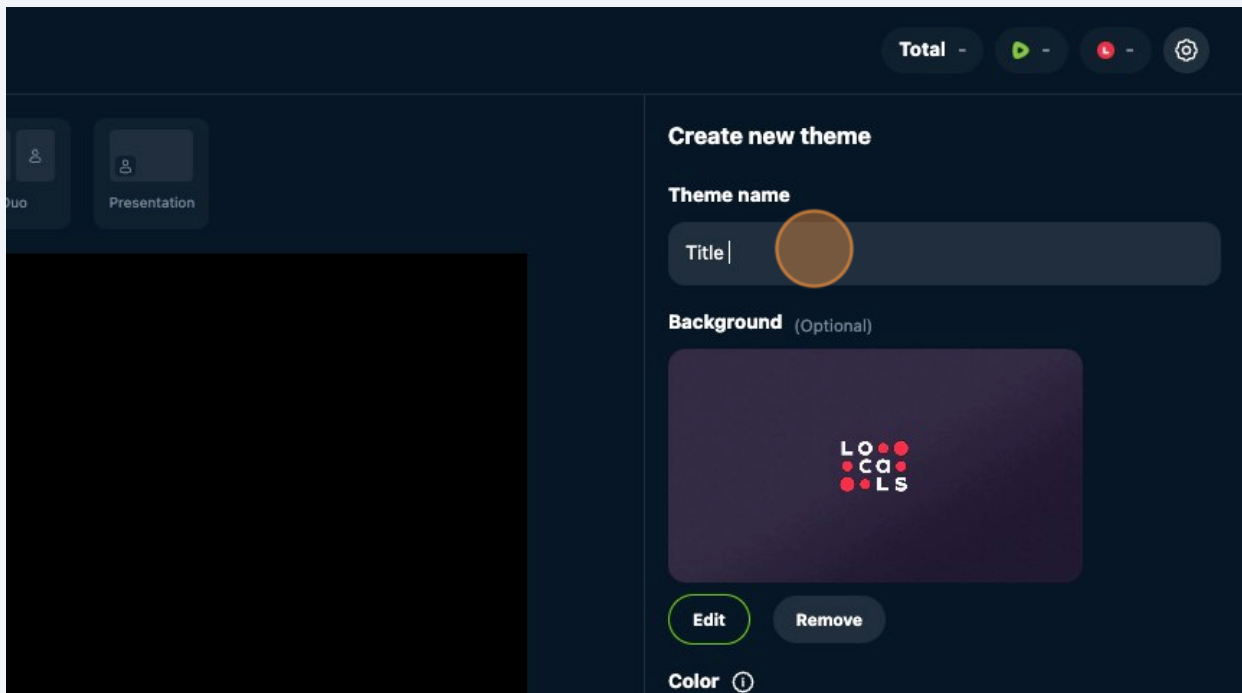 Total -
-
L -
Duo
Presentation
Create new theme
Theme name
Title
Background (Optional)
LO
ca
LS
Edit
Remove
Color